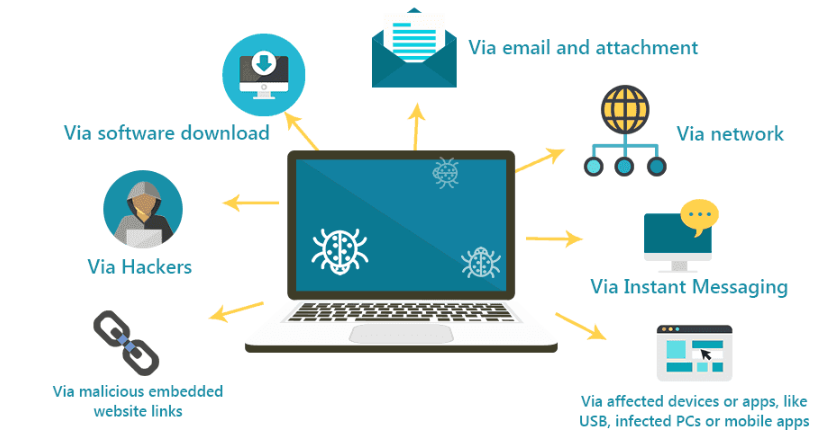 Via email and attachment
Via software download
Via network
Via Hackers
Via Instant Messaging
Via malicious embedded
website links
Via affected devices or apps, like
USB, infected PCs or mobile apps